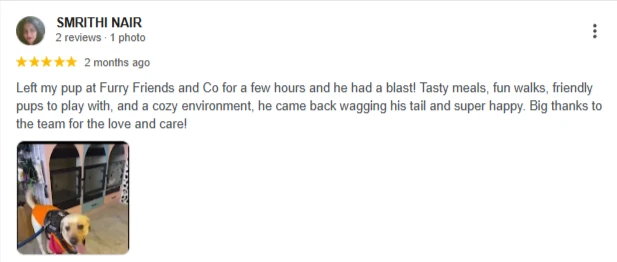 SMRITHI NAIR
2 reviews · 1 photo
2 months ago
Left my pup at Furry Friends and Co for a few hours and he had a blast! Tasty meals, fun walks, friendly
pups to play with, and a cozy environment, he came back wagging his tail and super happy. Big thanks to
the team for the love and care!